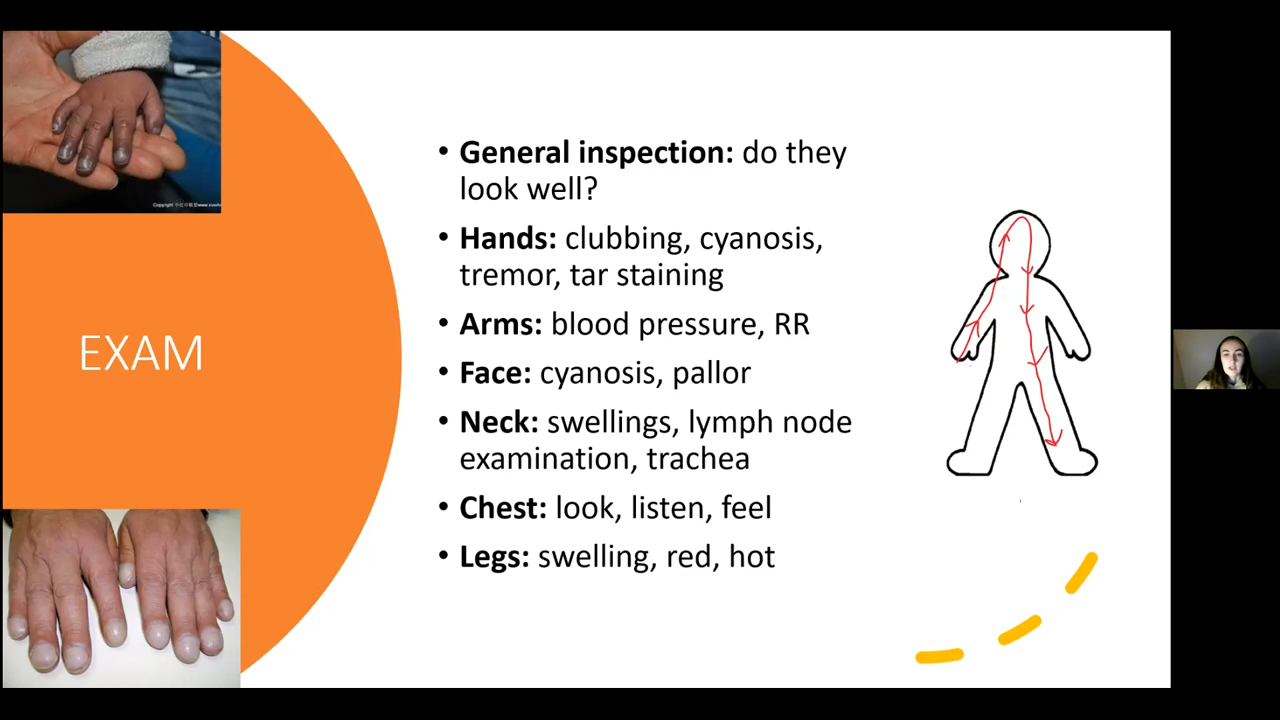 EXAM
• General inspection: do they
look well?
• Hands: clubbing, cyanosis,
tremor, tar staining
• Arms: blood pressure, RR
• Face: cyanosis, pallor
• Neck: swellings, lymph node
examination, trachea
• Chest: look, listen, feel
• Legs: swelling, red, hot
Copyright